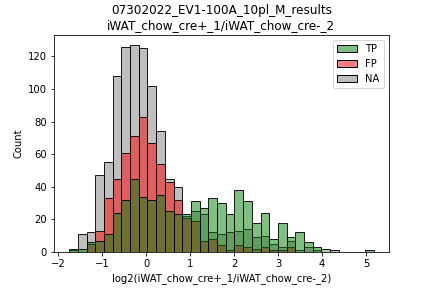 07302022_EV1-100A_10pl_M_results
iWAT_chow_cre+_1/iWAT_chow_cre-_2
TP
FP
NA
120
100
80
60
40
20
0
Count
−2 −1 0 1 2 3 4 5
log2(iWAT_chow_cre+_1/iWAT_chow_cre-_2)